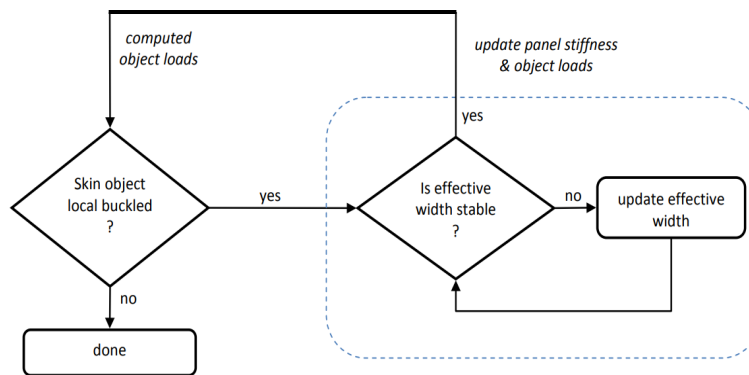 computed
object loads
update panel stiffness
& object loads
yes
Skin object
local buckled
?
yes
Is effective
width stable
?
no
update effective
width
no
done